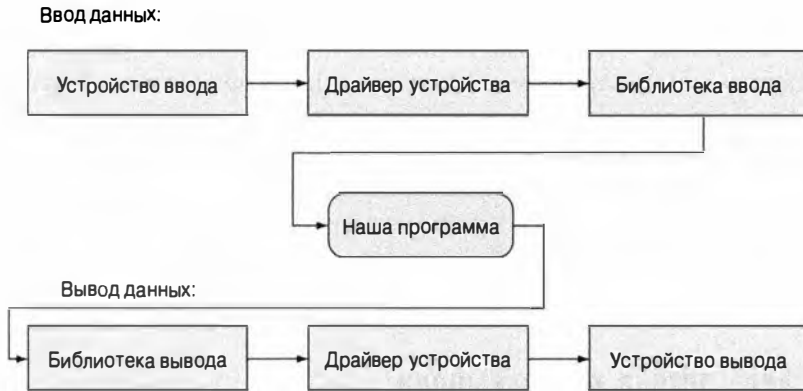 Ввод данных:
Устройство ввода
Драйвер устройства
Библиотека ввода
Наша программа
Вывод данных:
Библиотека вывода
Драйвер устройства
Устройство вывода